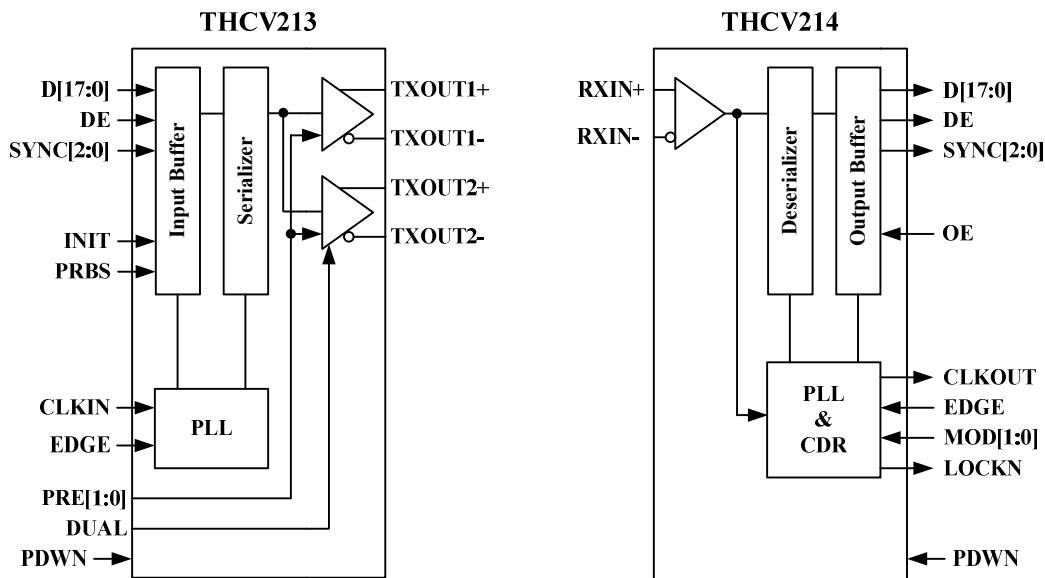 THCV213
D[17:0]
DE
SYNC[2:0]
INIT
PRBS
CLKIN
EDGE
PRE[1:0]
DUAL
PDWN
Input Buffer
Serializer
PLL
TXOUT1+
TXOUT1-
TXOUT2+
TXOUT2-
THCV214
RXIN+
RXIN-
Deserializer
Output Buffer
PLL
&
CDR
D[17:0]
DE
SYNC[2:0]
OE
CLKOUT
EDGE
MOD[1:0]
LOCKN
PDWN